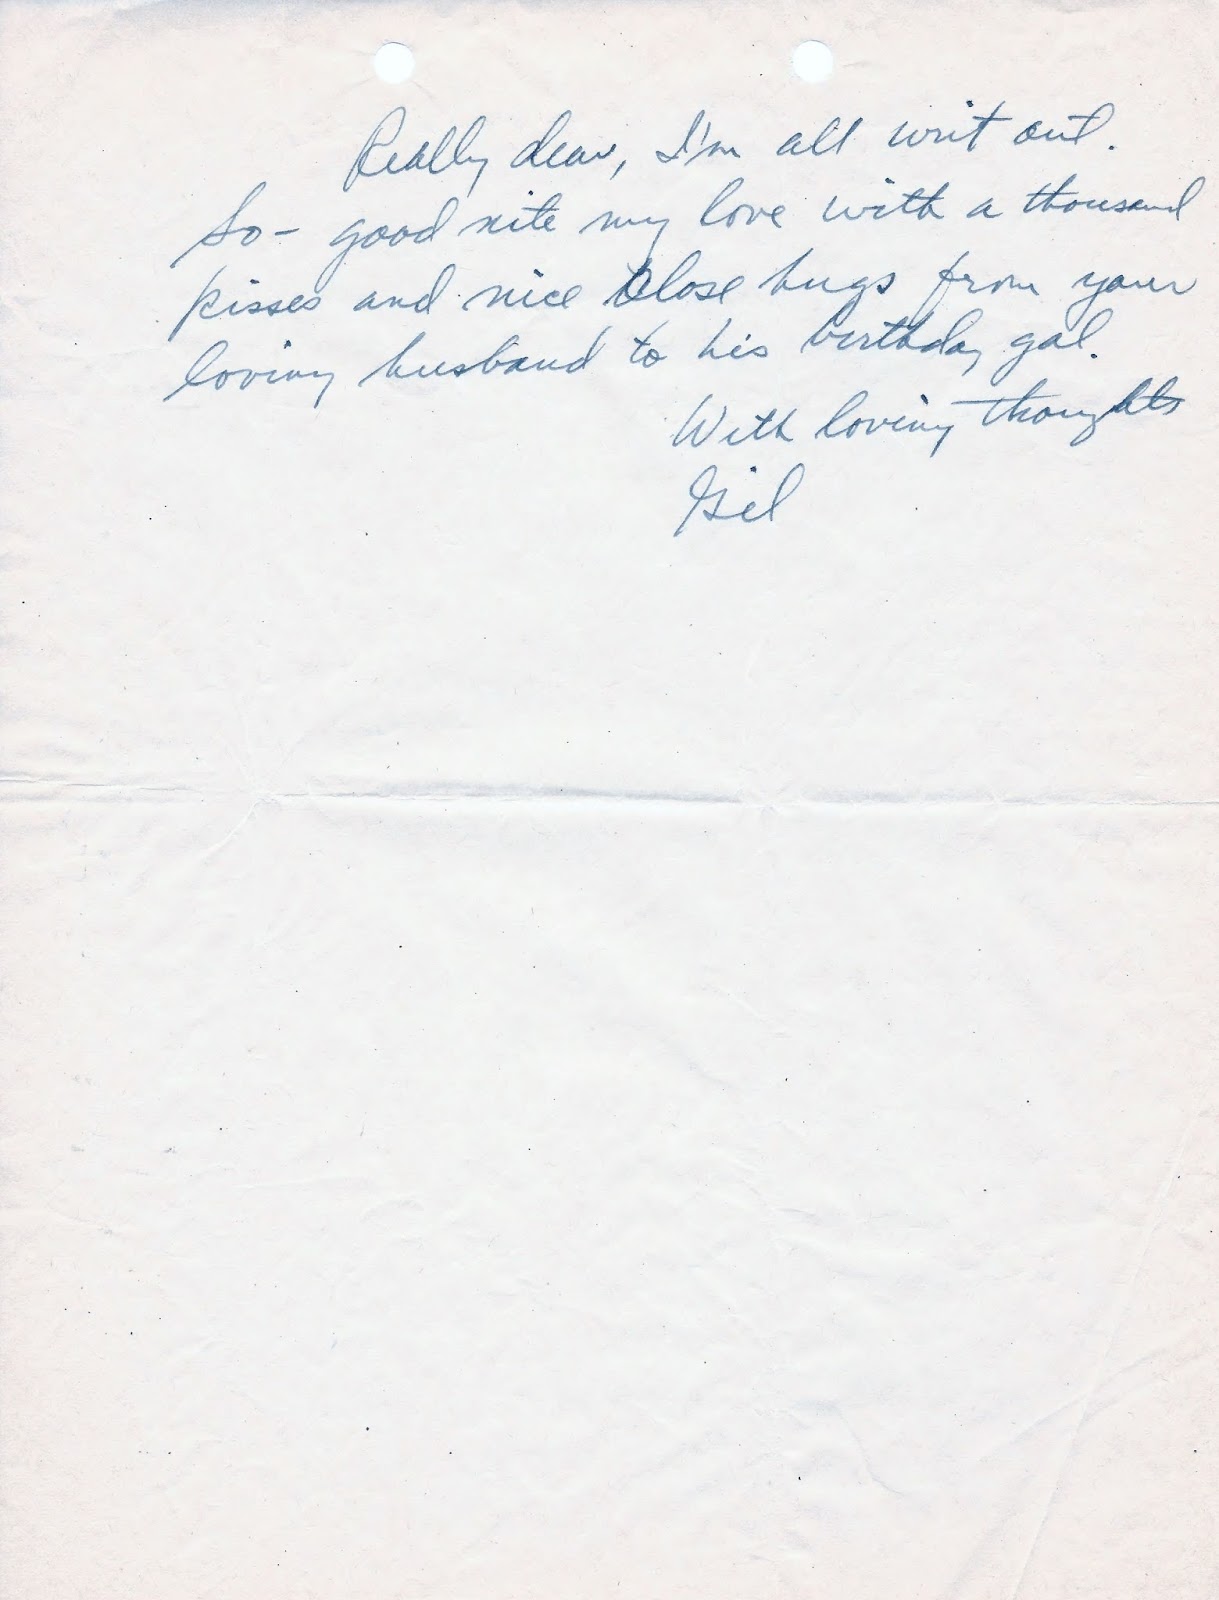 Really dear, I'm all writ out.
So- good nite my love with a thousand
kisses and nice close hugs from your
loving husband to his birthday gal.
With loving thoughts
Gil